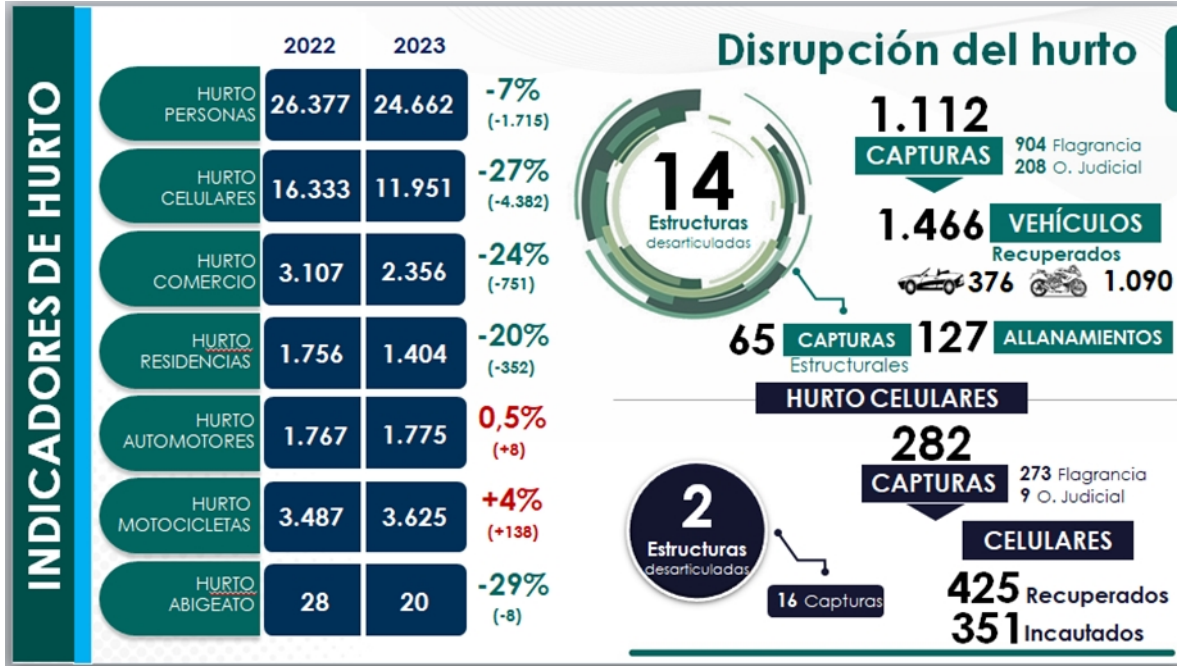 INDICADORES DE HURTO
2022 2023
HURTO
PERSONAS
26.377 24.662
-7%
(-1.715)
HURTO
CELULARES
16.333 11.951
-27%
(-4.382)
HURTO
COMERCIO
3.107 2.356
-24%
(-751)
HURTO
RESIDENCIAS
1.756 1.404
-20%
(-352)
HURTO
AUTOMOTORES
1.767 1.775
0,5%
(+8)
HURTO
MOTOCICLETAS
3.487 3.625
+4%
(+138)
HURTO
ABIGEATO
28 20
-29%
(-8)
Disrupción del hurto
14
Estructuras
desarticuladas
1.112
CAPTURAS
904 Flagrancia
208 O. Judicial
1.466 VEHÍCULOS
Recuperados
376 1.090
65 CAPTURAS
Estructurales
127 ALLANAMIENTOS
HURTO CELULARES
282
CAPTURAS
273 Flagrancia
9 O. Judicial
2
Estructuras
desarticuladas
16 Capturas
CELULARES
425 Recuperados
351 Incautados